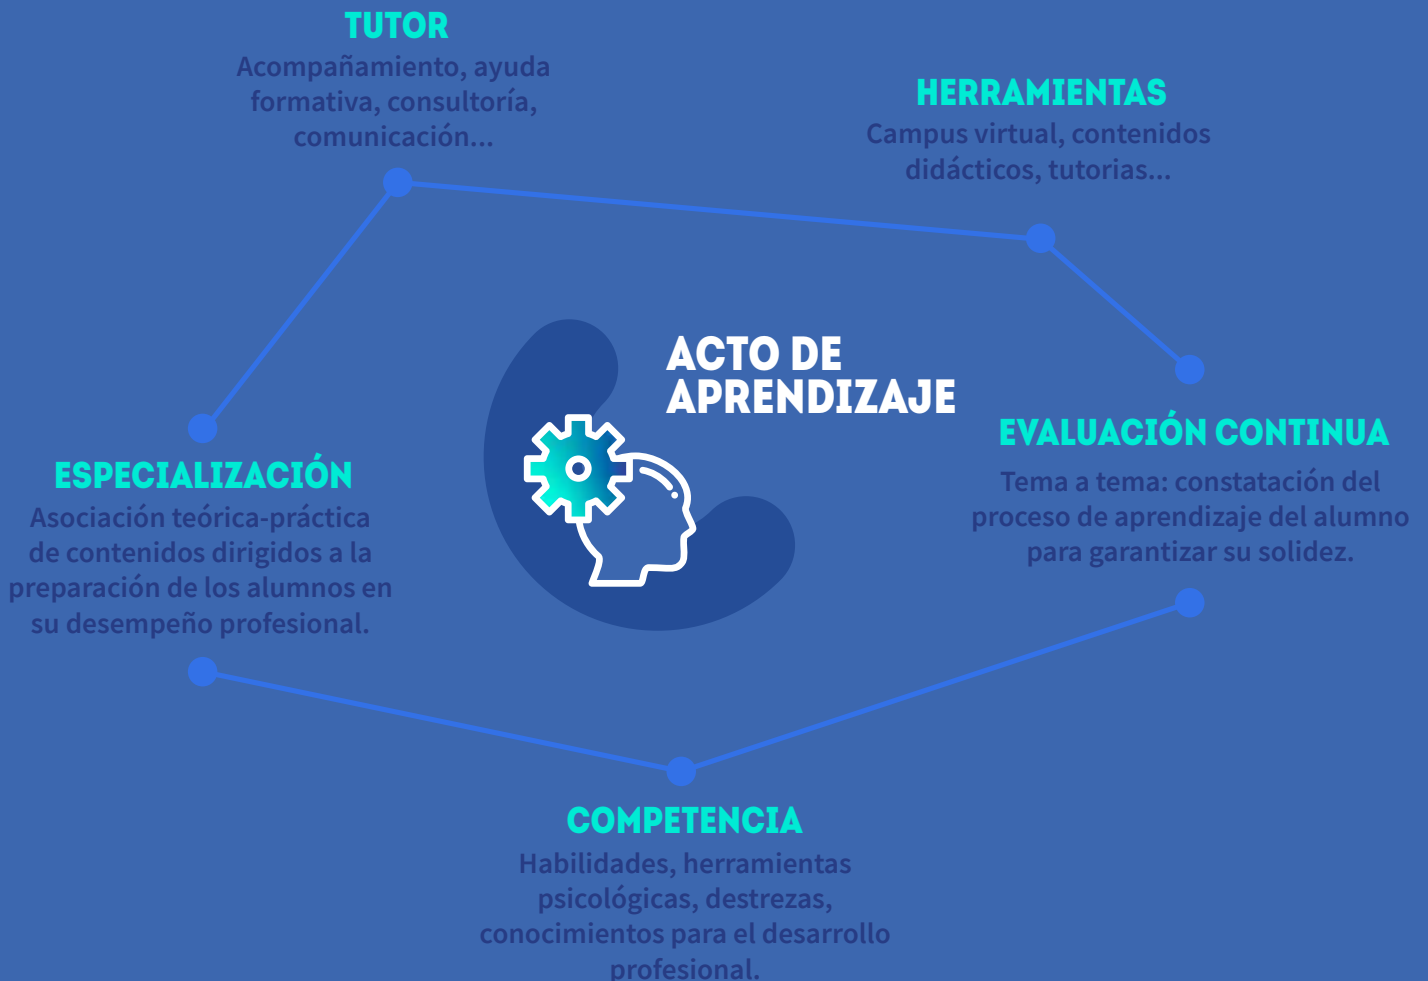 TUTOR
Acompañamiento, ayuda
formativa, consultoría,
comunicación...
HERRAMIENTAS
Campus virtual, contenidos
didácticos, tutorias...
ACTO DE
APRENDIZAJE
EVALUACIÓN CONTINUA
Tema a tema: constatación del
proceso de aprendizaje del alumno
para garantizar su solidez.
ESPECIALIZACIÓN
Asociación teórica-práctica
de contenidos dirigidos a la
preparación de los alumnos en
su desempeño profesional.
COMPETENCIA
Habilidades, herramientas
psicológicas, destrezas,
conocimientos para el desarrollo
profesional.